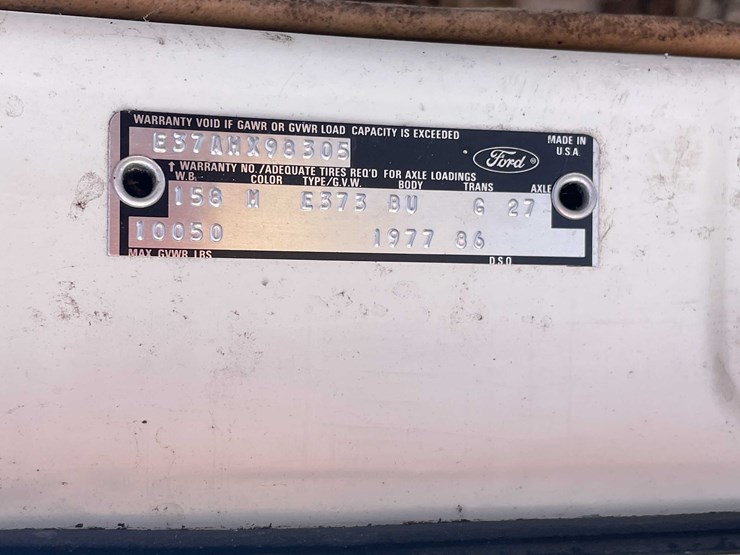 WARRANTY VOID IF GAWR OR GVWR LOAD CAPACITY IS EXCEEDED
MADE IN
U.S.A.
E37AHX98305
Ford ®
↑ WARRANTY NO./ADEQUATE TIRES REQ'D FOR AXLE LOADINGS
W.B. COLOR TYPE/G.V.W. BODY TRANS AXLE
158 M E373 BU G 27
10050 1977 86
MAX GVWR LBS D.S.O.